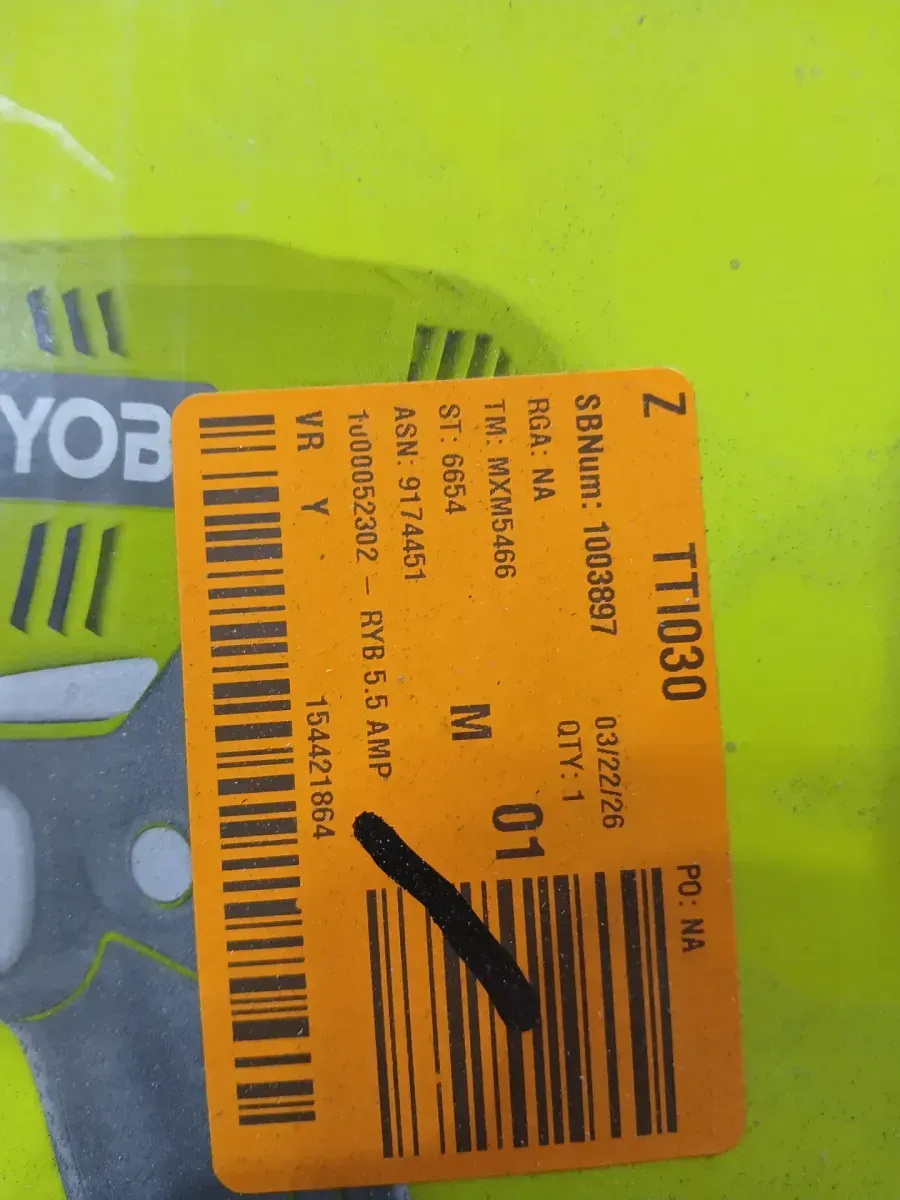 YOB
Z TTI030 PO: NA
SBNum: 1003897 03/22/26
RGA: NA QTY: 1
TM: MXM5466 01
ST: 6654 M
ASN: 9174451
1000052302 - RYB 5.5 AMP
VR Y 154421864